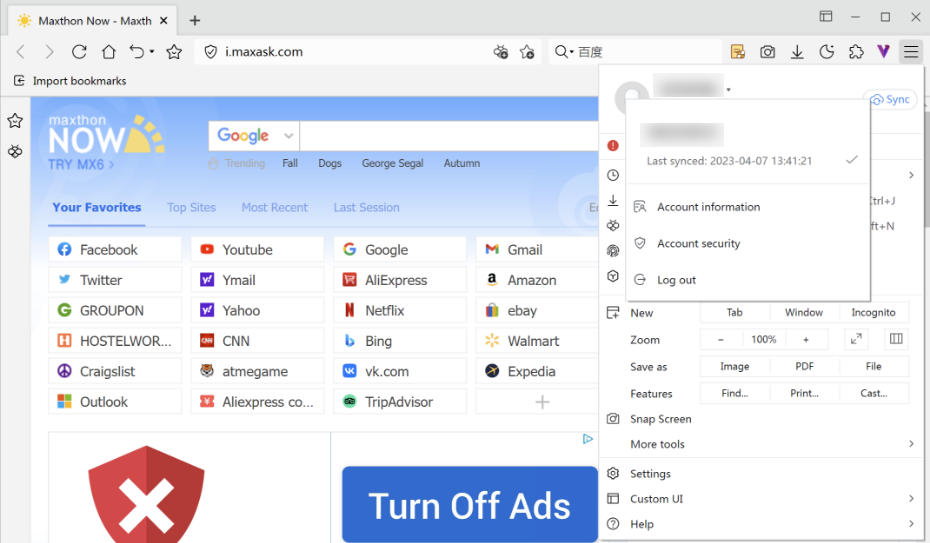 Maxthon Now - Maxth
i.maxask.com
百度
Import bookmarks
Sync
maxthon
NOW
TRY MX6 >
Google
Trending Fall Dogs George Segal Autumn
Your Favorites Top Sites Most Recent Last Session
Facebook Youtube Google Gmail
Twitter Ymail AliExpress Amazon
GROUPON Yahoo Netflix ebay
HOSTELWOR... CNN Bing Walmart
Craigslist atmegame vk.com Expedia
Outlook Aliexpress co... TripAdvisor
Turn Off Ads
Last synced: 2023-04-07 13:41:21
Account information
Account security
Log out
Ctrl+J
ft+N
New Tab Window Incognito
Zoom − 100% +
Save as Image PDF File
Features Find... Print... Cast...
Snap Screen
More tools
Settings
Custom UI
Help